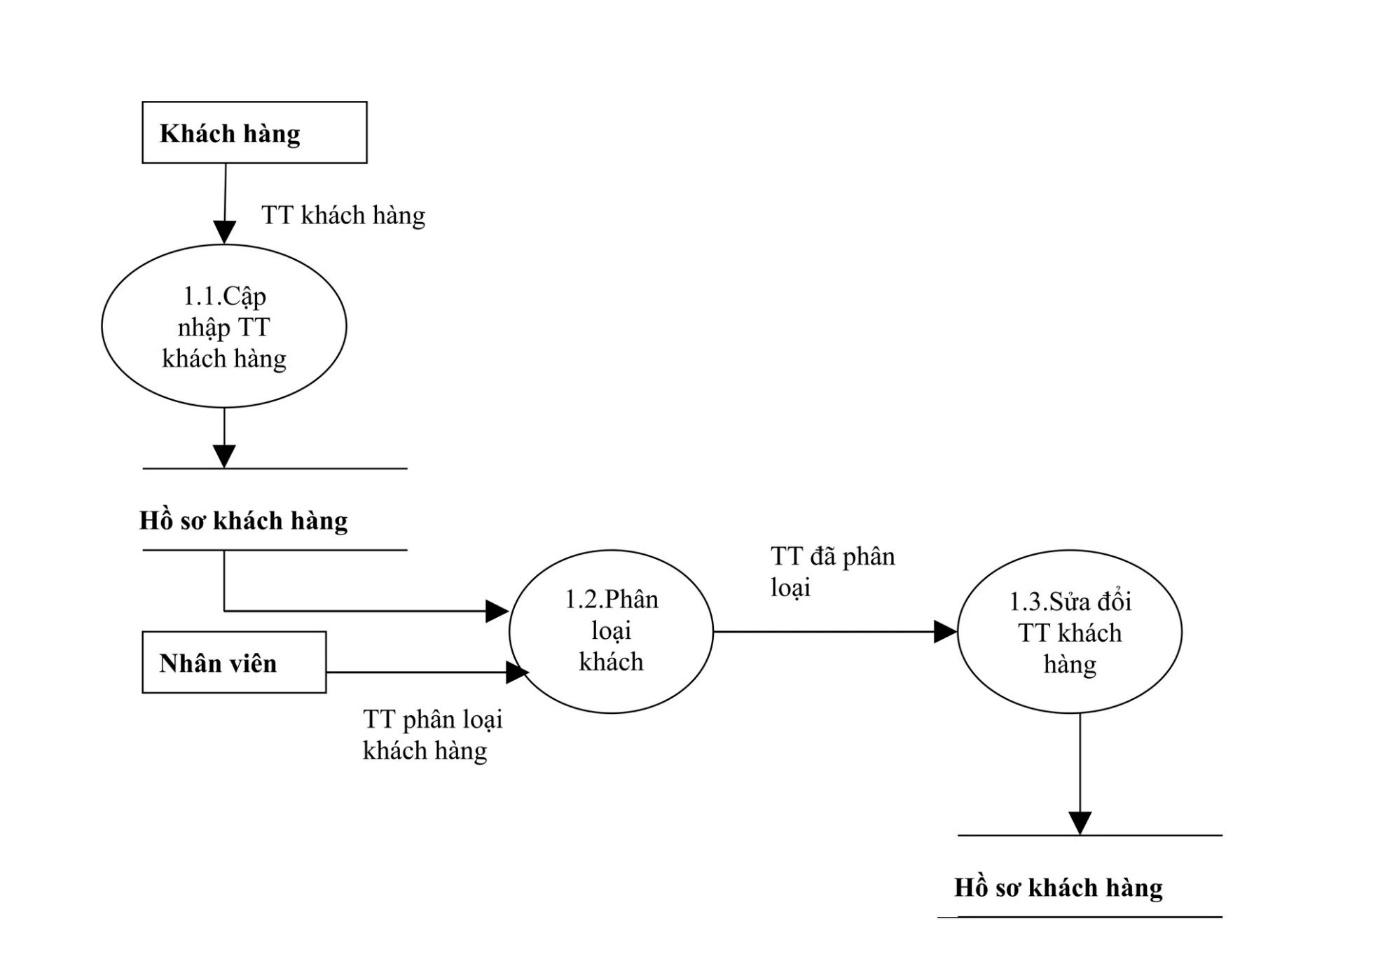 Khách hàng
TT khách hàng
1.1.Cập
nhập TT
khách hàng
Hồ sơ khách hàng
TT đã phân
loại
1.2.Phân
loại
khách
1.3.Sửa đổi
TT khách
hàng
Nhân viên
TT phân loại
khách hàng
Hồ sơ khách hàng